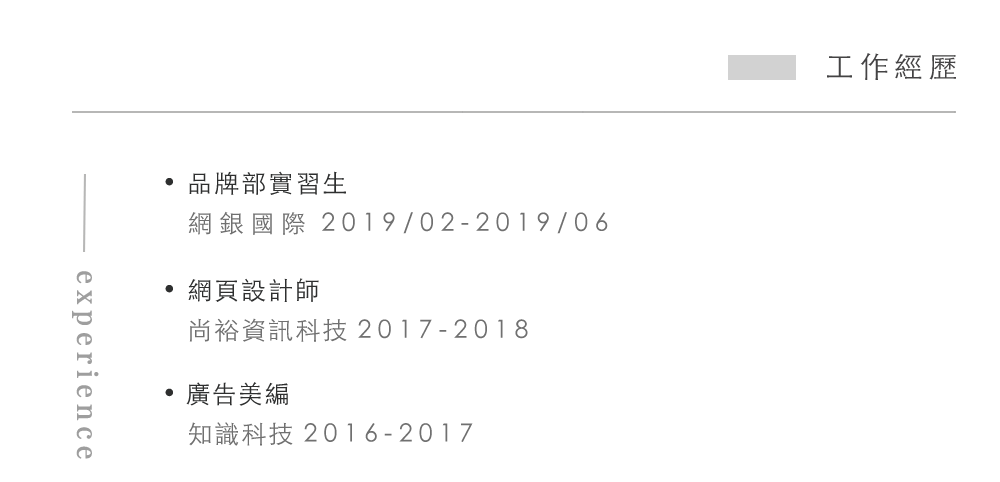 工作經歷
experience
品牌部實習生
網銀國際 2019/02-2019/06
網頁設計師
尚裕資訊科技 2017-2018
廣告美編
知識科技 2016-2017